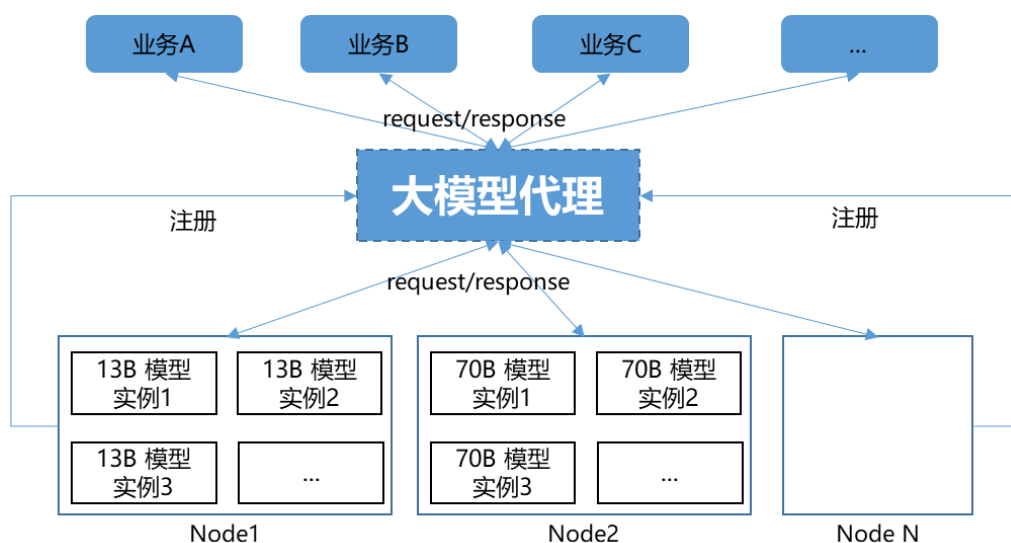 业务A
业务B
业务C
...
request/response
大模型代理
注册
注册
request/response
13B 模型
实例1
13B 模型
实例2
13B 模型
实例3
...
70B 模型
实例1
70B 模型
实例2
70B 模型
实例3
...
Node1
Node2
Node N